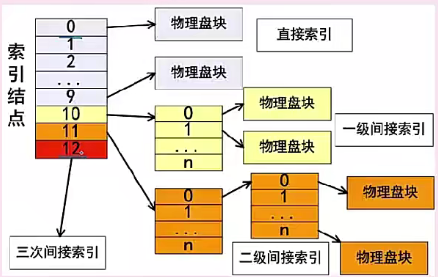 索引结点
0
1
2
...
9
10
11
12
物理盘块
直接索引
物理盘块
0
1
...
n
物理盘块
物理盘块
一级间接索引
0
1
...
n
0
1
...
n
物理盘块
物理盘块
二级间接索引
三次间接索引